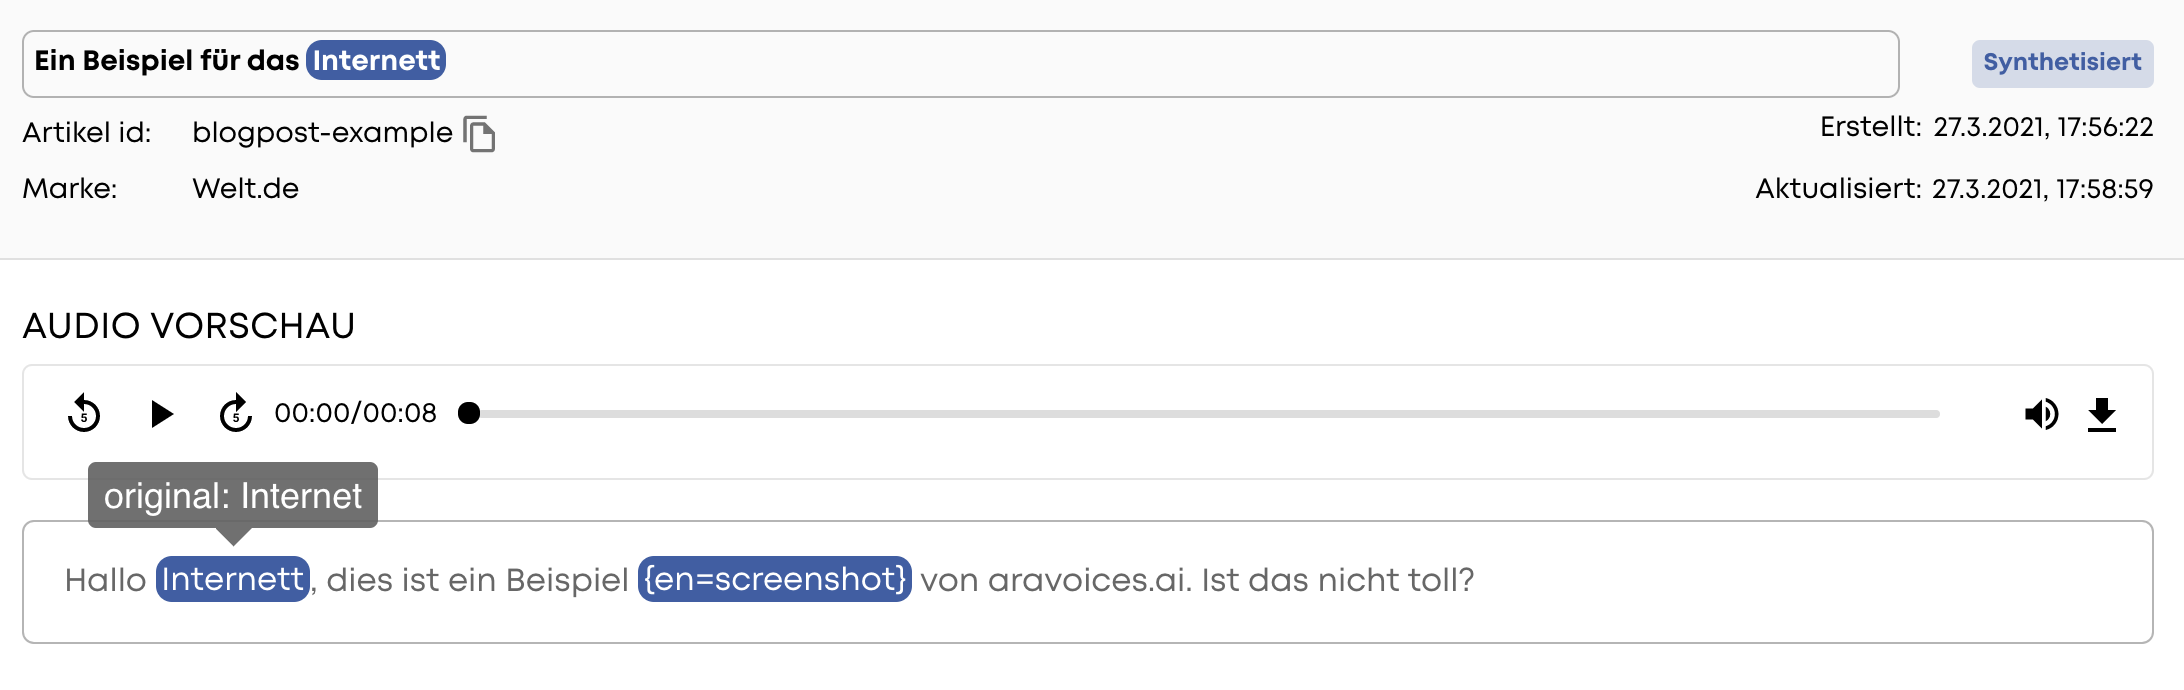 Ein Beispiel für das Internett
Synthetisiert
Artikel id: blogpost-example
Erstellt: 27.3.2021, 17:56:22
Marke: Welt.de
Aktualisiert: 27.3.2021, 17:58:59
AUDIO VORSCHAU
5 5 00:00/00:08
original: Internet
Hallo Internett, dies ist ein Beispiel {en=screenshot} von aravoices.ai. Ist das nicht toll?